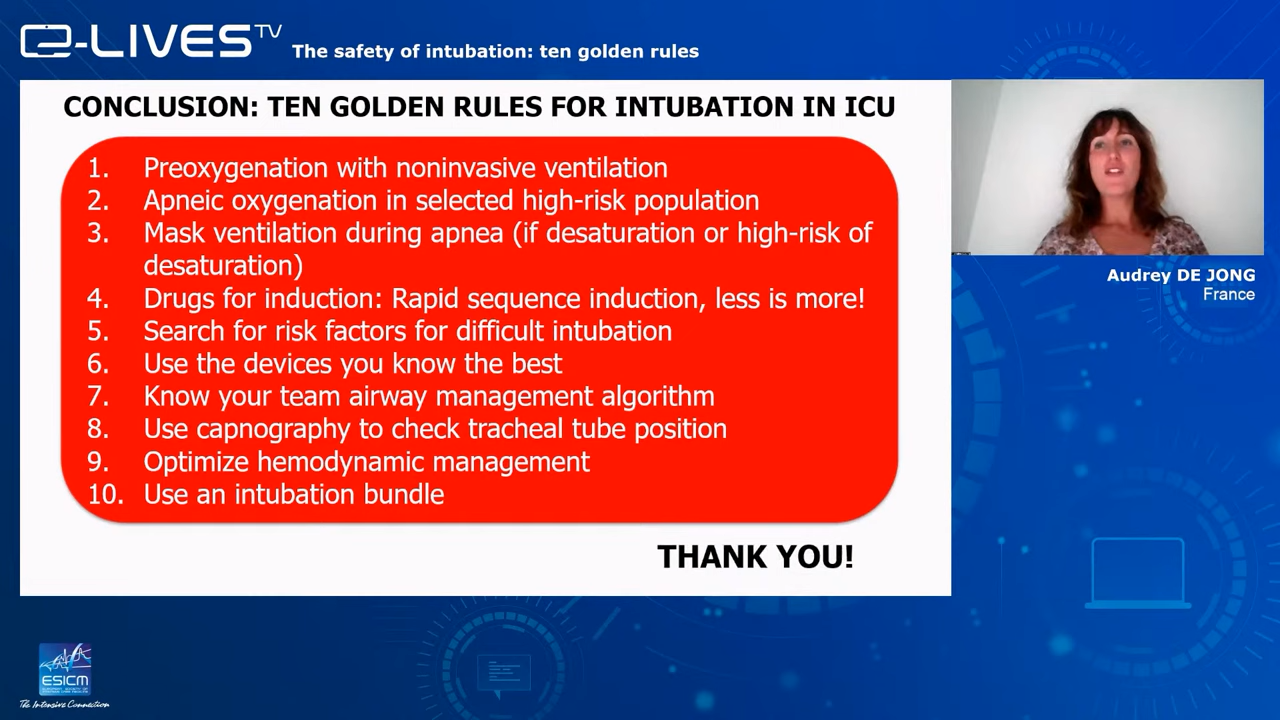 e-LIVES TV
The safety of intubation: ten golden rules
CONCLUSION: TEN GOLDEN RULES FOR INTUBATION IN ICU
1. Preoxygenation with noninvasive ventilation
2. Apneic oxygenation in selected high-risk population
3. Mask ventilation during apnea (if desaturation or high-risk of
desaturation)
4. Drugs for induction: Rapid sequence induction, less is more!
5. Search for risk factors for difficult intubation
6. Use the devices you know the best
7. Know your team airway management algorithm
8. Use capnography to check tracheal tube position
9. Optimize hemodynamic management
10. Use an intubation bundle
THANK YOU!
Audrey DE JONG
France
ESICM
The Intensive Connection